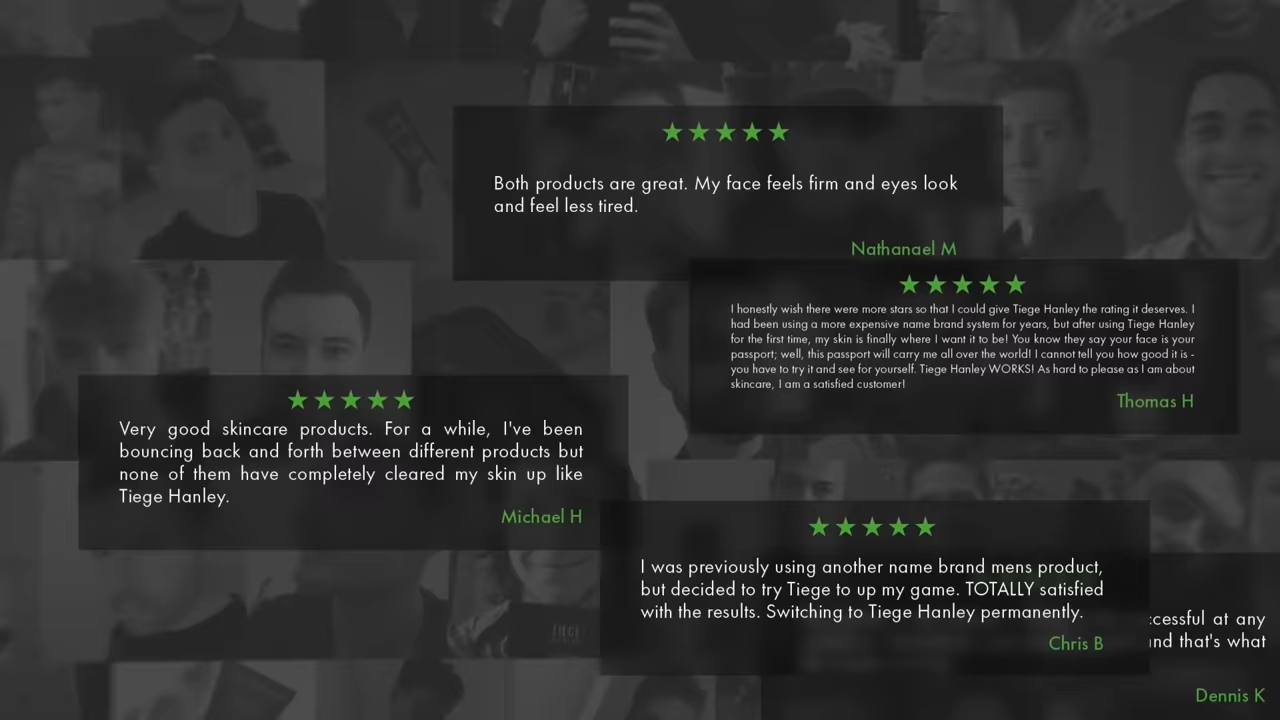 ★★★★★
Both products are great. My face feels firm and eyes look
and feel less tired.
Nathanael M
★★★★★
I honestly wish there were more stars so that I could give Tiege Hanley the rating it deserves. I
had been using a more expensive name brand system for years, but after using Tiege Hanley
for the first time, my skin is finally where I want it to be! You know they say your face is your
passport; well, this passport will carry me all over the world! I cannot tell you how good it is -
you have to try it and see for yourself. Tiege Hanley WORKS! As hard to please as I am about
skincare, I am a satisfied customer!
Thomas H
★★★★★
Very good skincare products. For a while, I've been
bouncing back and forth between different products but
none of them have completely cleared my skin up like
Tiege Hanley.
Michael H
★★★★★
I was previously using another name brand mens product,
but decided to try Tiege to up my game. TOTALLY satisfied
with the results. Switching to Tiege Hanley permanently.
Chris B
at any
that's what
Dennis K